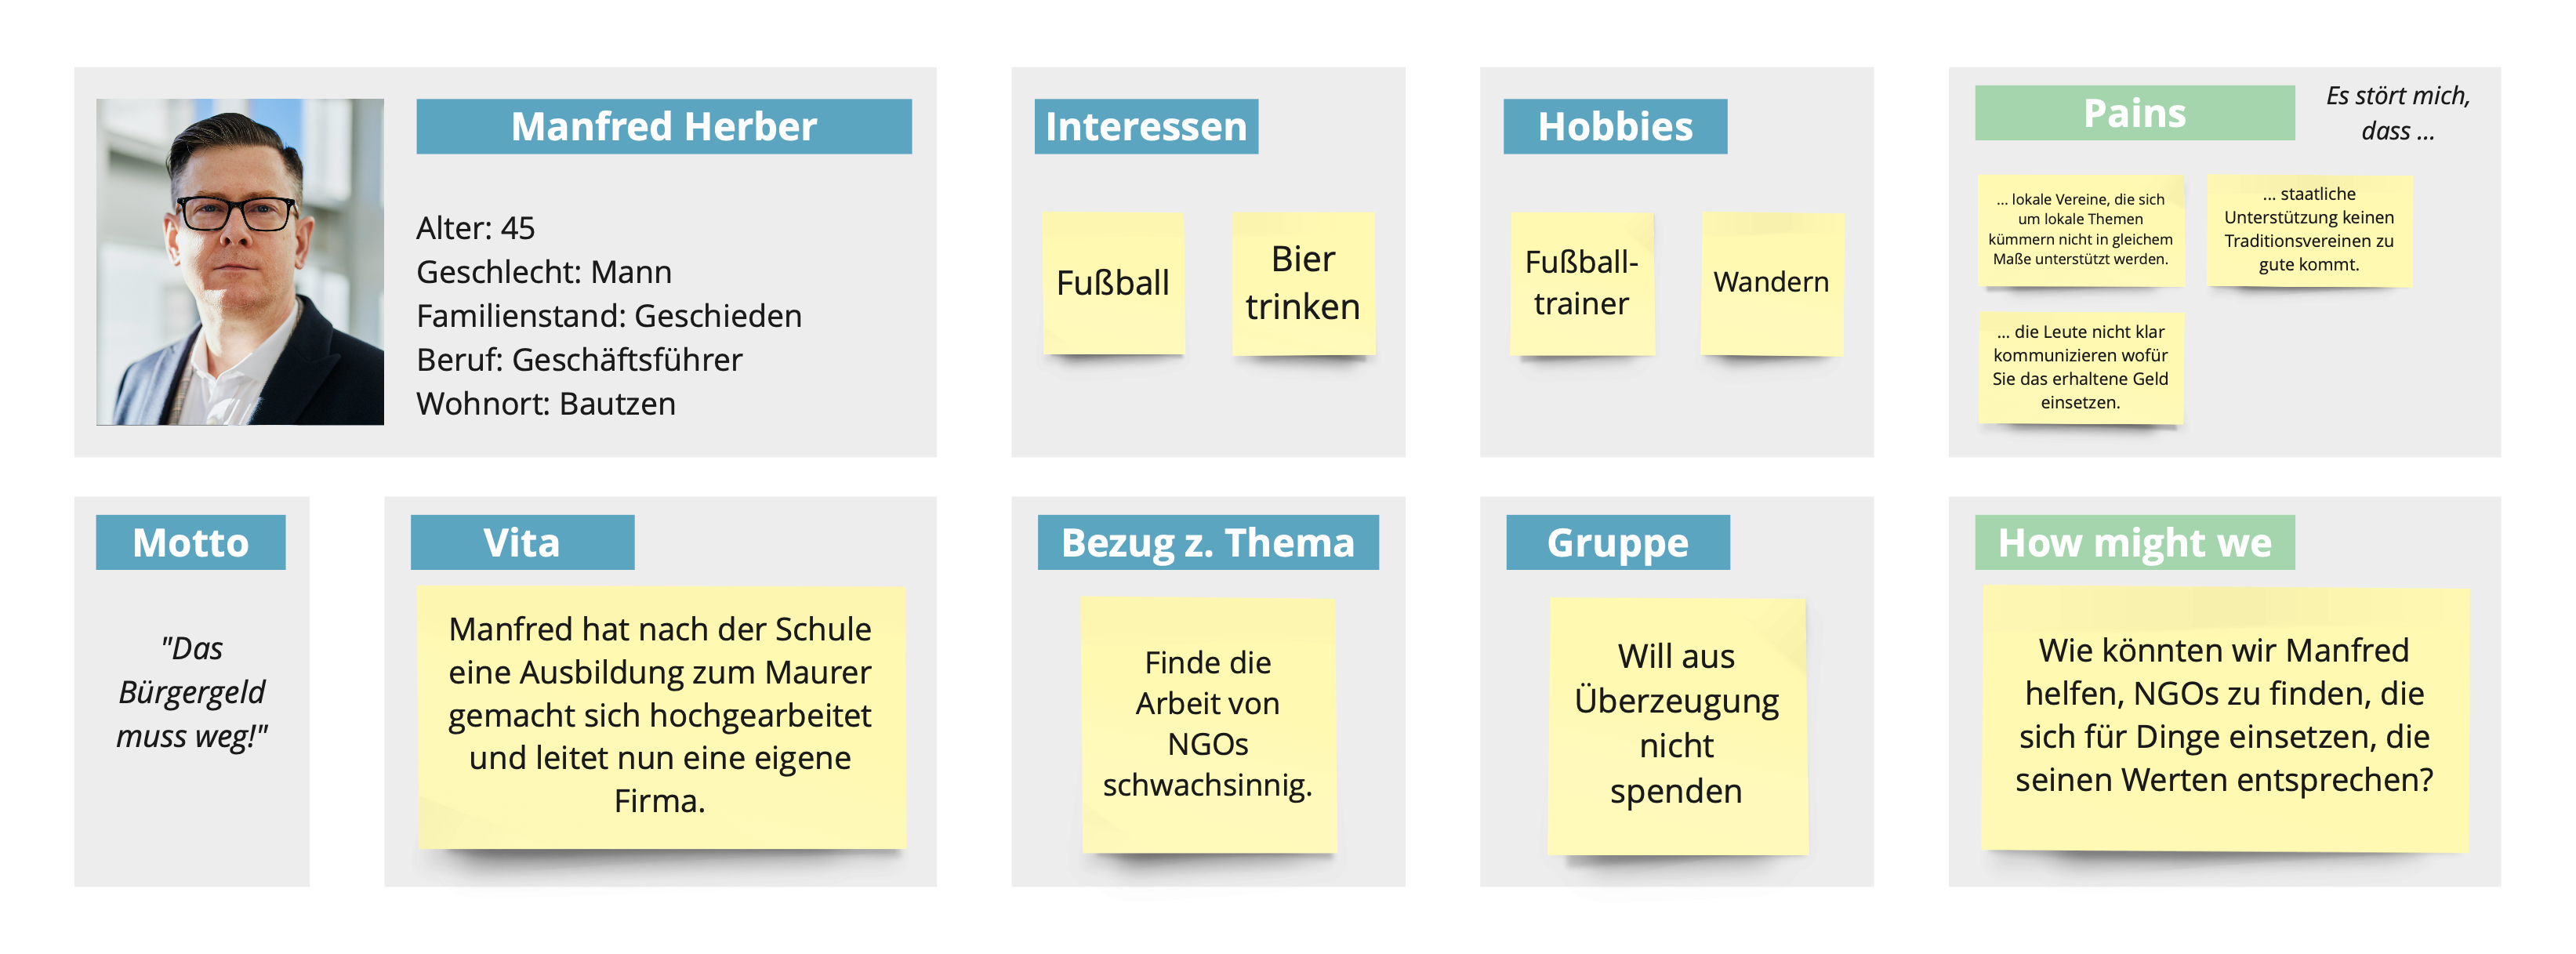 Manfred Herber
Alter: 45
Geschlecht: Mann
Familienstand: Geschieden
Beruf: Geschäftsführer
Wohnort: Bautzen
Interessen
Fußball
Bier
trinken
Hobbies
Fußball-
trainer
Wandern
Pains
Es stört mich,
dass ...
... lokale Vereine, die sich
um lokale Themen
kümmern nicht in gleichem
Maße unterstützt werden.
... staatliche
Unterstützung keinen
Traditionsvereinen zu
gute kommt.
... die Leute nicht klar
kommunizieren wofür
Sie das erhaltene Geld
einsetzen.
Motto
"Das
Bürgergeld
muss weg!"
Vita
Manfred hat nach der Schule
eine Ausbildung zum Maurer
gemacht sich hochgearbeitet
und leitet nun eine eigene
Firma.
Bezug z. Thema
Finde die
Arbeit von
NGOs
schwachsinnig.
Gruppe
Will aus
Überzeugung
nicht
spenden
How might we
Wie könnten wir Manfred
helfen, NGOs zu finden, die
sich für Dinge einsetzen, die
seinen Werten entsprechen?